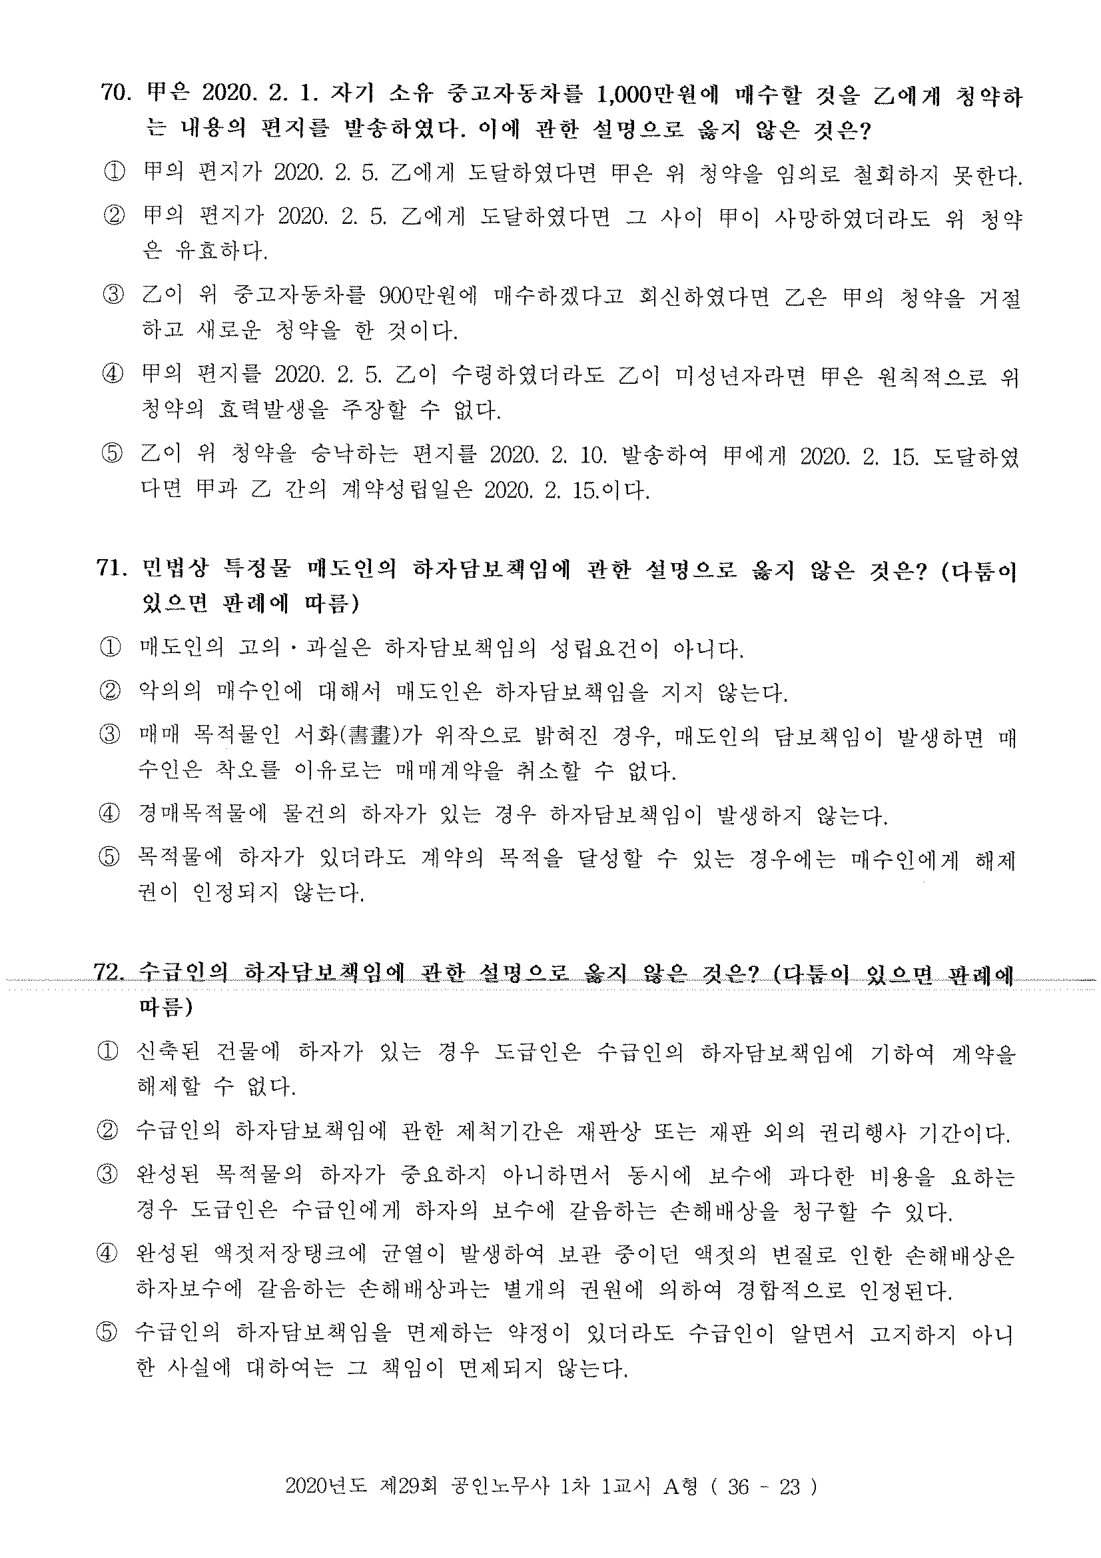 70. 甲은 2020. 2. 1. 자기 소유 중고자동차를 1,000만원에 매수할 것을 乙에게 청약하
는 내용의 편지를 발송하였다. 이에 관한 설명으로 옳지 않은 것은?
① 甲의 편지가 2020. 2. 5. 乙에게 도달하였다면 甲은 위 청약을 임의로 철회하지 못한다.
② 甲의 편지가 2020. 2. 5. 乙에게 도달하였다면 그 사이 甲이 사망하였더라도 위 청약
은 유효하다.
③ 乙이 위 중고자동차를 900만원에 매수하겠다고 회신하였다면 乙은 甲의 청약을 거절
하고 새로운 청약을 한 것이다.
④ 甲의 편지를 2020. 2. 5. 乙이 수령하였더라도 乙이 미성년자라면 甲은 원칙적으로 위
청약의 효력발생을 주장할 수 없다.
⑤ 乙이 위 청약을 승낙하는 편지를 2020. 2. 10. 발송하여 甲에게 2020. 2. 15. 도달하였
다면 甲과 乙 간의 계약성립일은 2020. 2. 15.이다.
71. 민법상 특정물 매도인의 하자담보책임에 관한 설명으로 옳지 않은 것은? (다툼이
있으면 판례에 따름)
① 매도인의 고의·과실은 하자담보책임의 성립요건이 아니다.
② 악의의 매수인에 대해서 매도인은 하자담보책임을 지지 않는다.
③ 매매 목적물인 서화(書畫)가 위작으로 밝혀진 경우, 매도인의 담보책임이 발생하면 매
수인은 착오를 이유로는 매매계약을 취소할 수 없다.
④ 경매목적물에 물건의 하자가 있는 경우 하자담보책임이 발생하지 않는다.
⑤ 목적물에 하자가 있더라도 계약의 목적을 달성할 수 있는 경우에는 매수인에게 해제
권이 인정되지 않는다.
72. 수급인의 하자담보책임에 관한 설명으로 옳지 않은 것은? (다툼이 있으면 판례에
따름)
① 신축된 건물에 하자가 있는 경우 도급인은 수급인의 하자담보책임에 기하여 계약을
해제할 수 없다.
② 수급인의 하자담보책임에 관한 제척기간은 재판상 또는 재판 외의 권리행사 기간이다.
③ 완성된 목적물의 하자가 중요하지 아니하면서 동시에 보수에 과다한 비용을 요하는
경우 도급인은 수급인에게 하자의 보수에 갈음하는 손해배상을 청구할 수 있다.
④ 완성된 액젓저장탱크에 균열이 발생하여 보관 중이던 액젓의 변질로 인한 손해배상은
하자보수에 갈음하는 손해배상과는 별개의 권원에 의하여 경합적으로 인정된다.
⑤ 수급인의 하자담보책임을 면제하는 약정이 있더라도 수급인이 알면서 고지하지 아니
한 사실에 대하여는 그 책임이 면제되지 않는다.
2020년도 제29회 공인노무사 1차 1교시 A형 ( 36 - 23 )